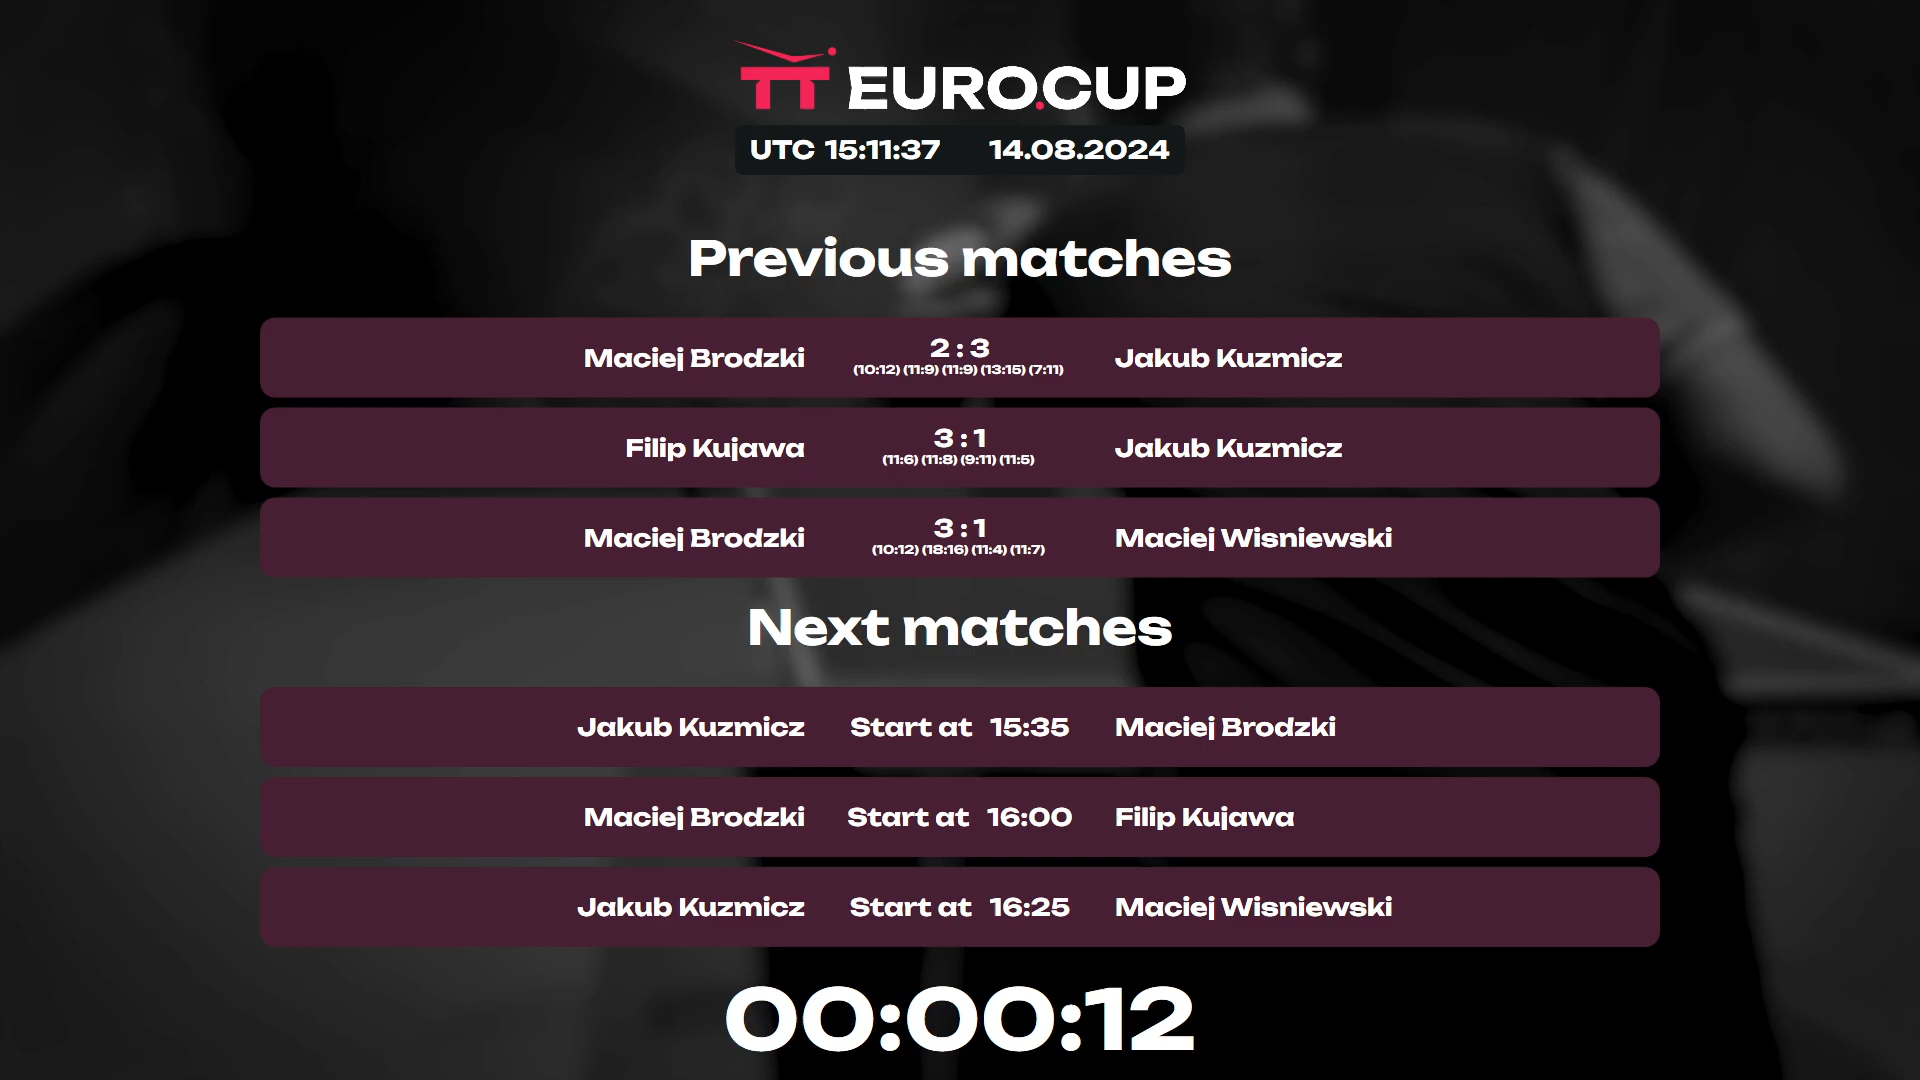 TT EURO.CUP
UTC 15:11:37 14.08.2024
Previous matches
Maciej Brodzki 2 : 3 Jakub Kuzmicz
(10:12) (11:9) (11:9) (13:15) (7:11)
Filip Kujawa 3 : 1 Jakub Kuzmicz
(11:6) (11:8) (9:11) (11:5)
Maciej Brodzki 3 : 1 Maciej Wisniewski
(10:12) (18:16) (11:4) (11:7)
Next matches
Jakub Kuzmicz Start at 15:35 Maciej Brodzki
Maciej Brodzki Start at 16:00 Filip Kujawa
Jakub Kuzmicz Start at 16:25 Maciej Wisniewski
00:00:12